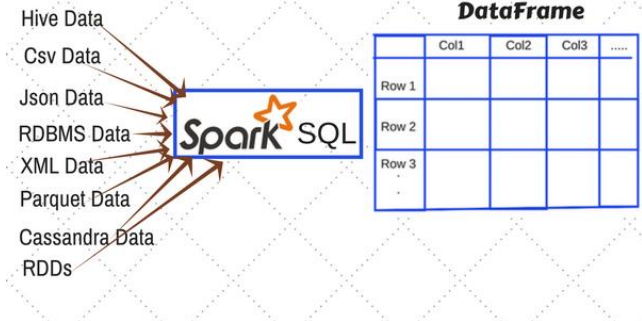 Hive Data
Csv Data
Json Data
RDBMS Data
XML Data
Parquet Data
Cassandra Data
RDDs
Spark SQL
DataFrame
Col1 Col2 Col3 .....
Row 1
Row 2
Row 3
.
.